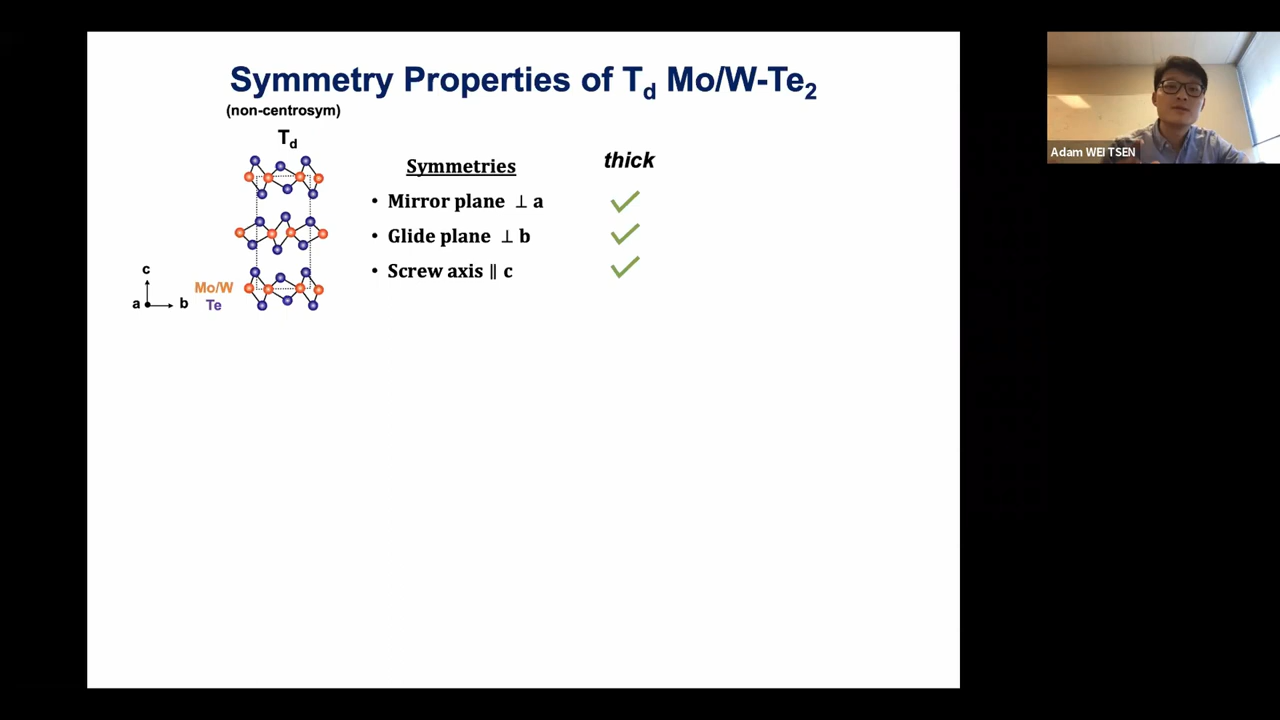 Symmetry Properties of Td Mo/W-Te2
(non-centrosym)
Td
Symmetries
thick
• Mirror plane ⊥ a
• Glide plane ⊥ b
• Screw axis ∥ c
c
a
b
Mo/W
Te
Adam WEI TSEN